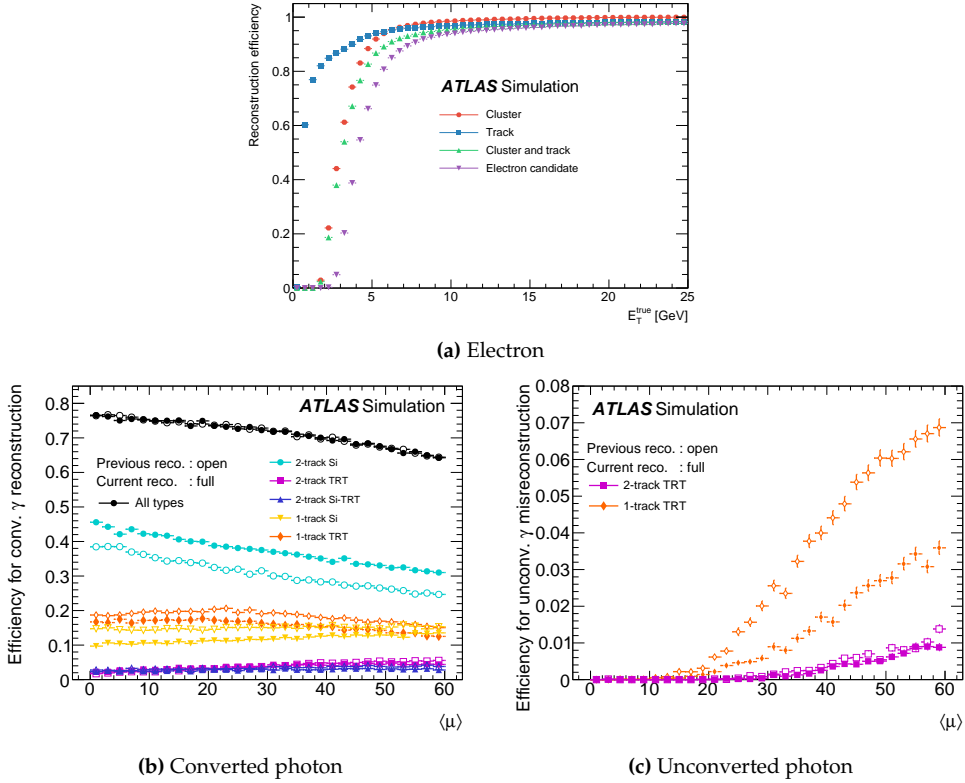 Reconstruction efficiency
1
0.8
0.6
0.4
0.2
0
ATLAS Simulation
Cluster
Track
Cluster and track
Electron candidate
0 5 10 15 20 25
E_T^true [GeV]
(a) Electron
Efficiency for conv. γ reconstruction
0.8
0.7
0.6
0.5
0.4
0.3
0.2
0.1
0
ATLAS Simulation
Previous reco. : open
Current reco. : full
All types
2-track Si
2-track TRT
2-track Si-TRT
1-track Si
1-track TRT
0 10 20 30 40 50 60
⟨μ⟩
(b) Converted photon
Efficiency for unconv. γ misreconstruction
0.08
0.07
0.06
0.05
0.04
0.03
0.02
0.01
0
ATLAS Simulation
Previous reco. : open
Current reco. : full
2-track TRT
1-track TRT
0 10 20 30 40 50 60
⟨μ⟩
(c) Unconverted photon